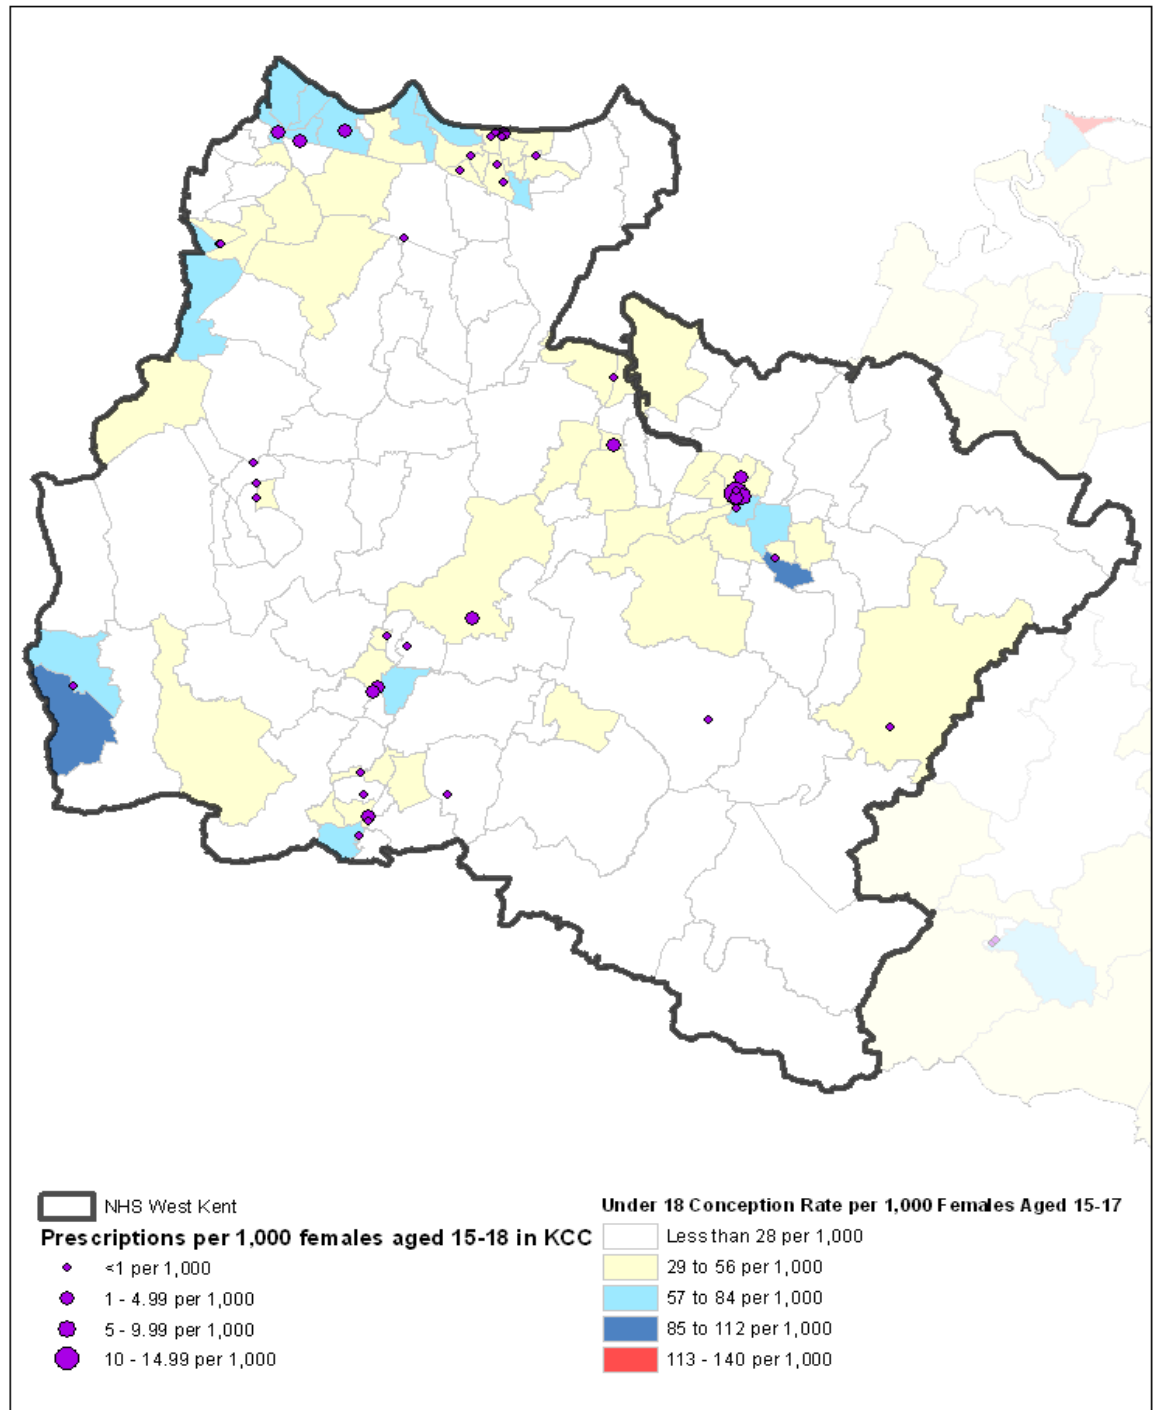 NHS West Kent
Prescriptions per 1,000 females aged 15-18 in KCC
<1 per 1,000
1 - 4.99 per 1,000
5 - 9.99 per 1,000
10 - 14.99 per 1,000
Under 18 Conception Rate per 1,000 Females Aged 15-17
Less than 28 per 1,000
29 to 56 per 1,000
57 to 84 per 1,000
85 to 112 per 1,000
113 - 140 per 1,000